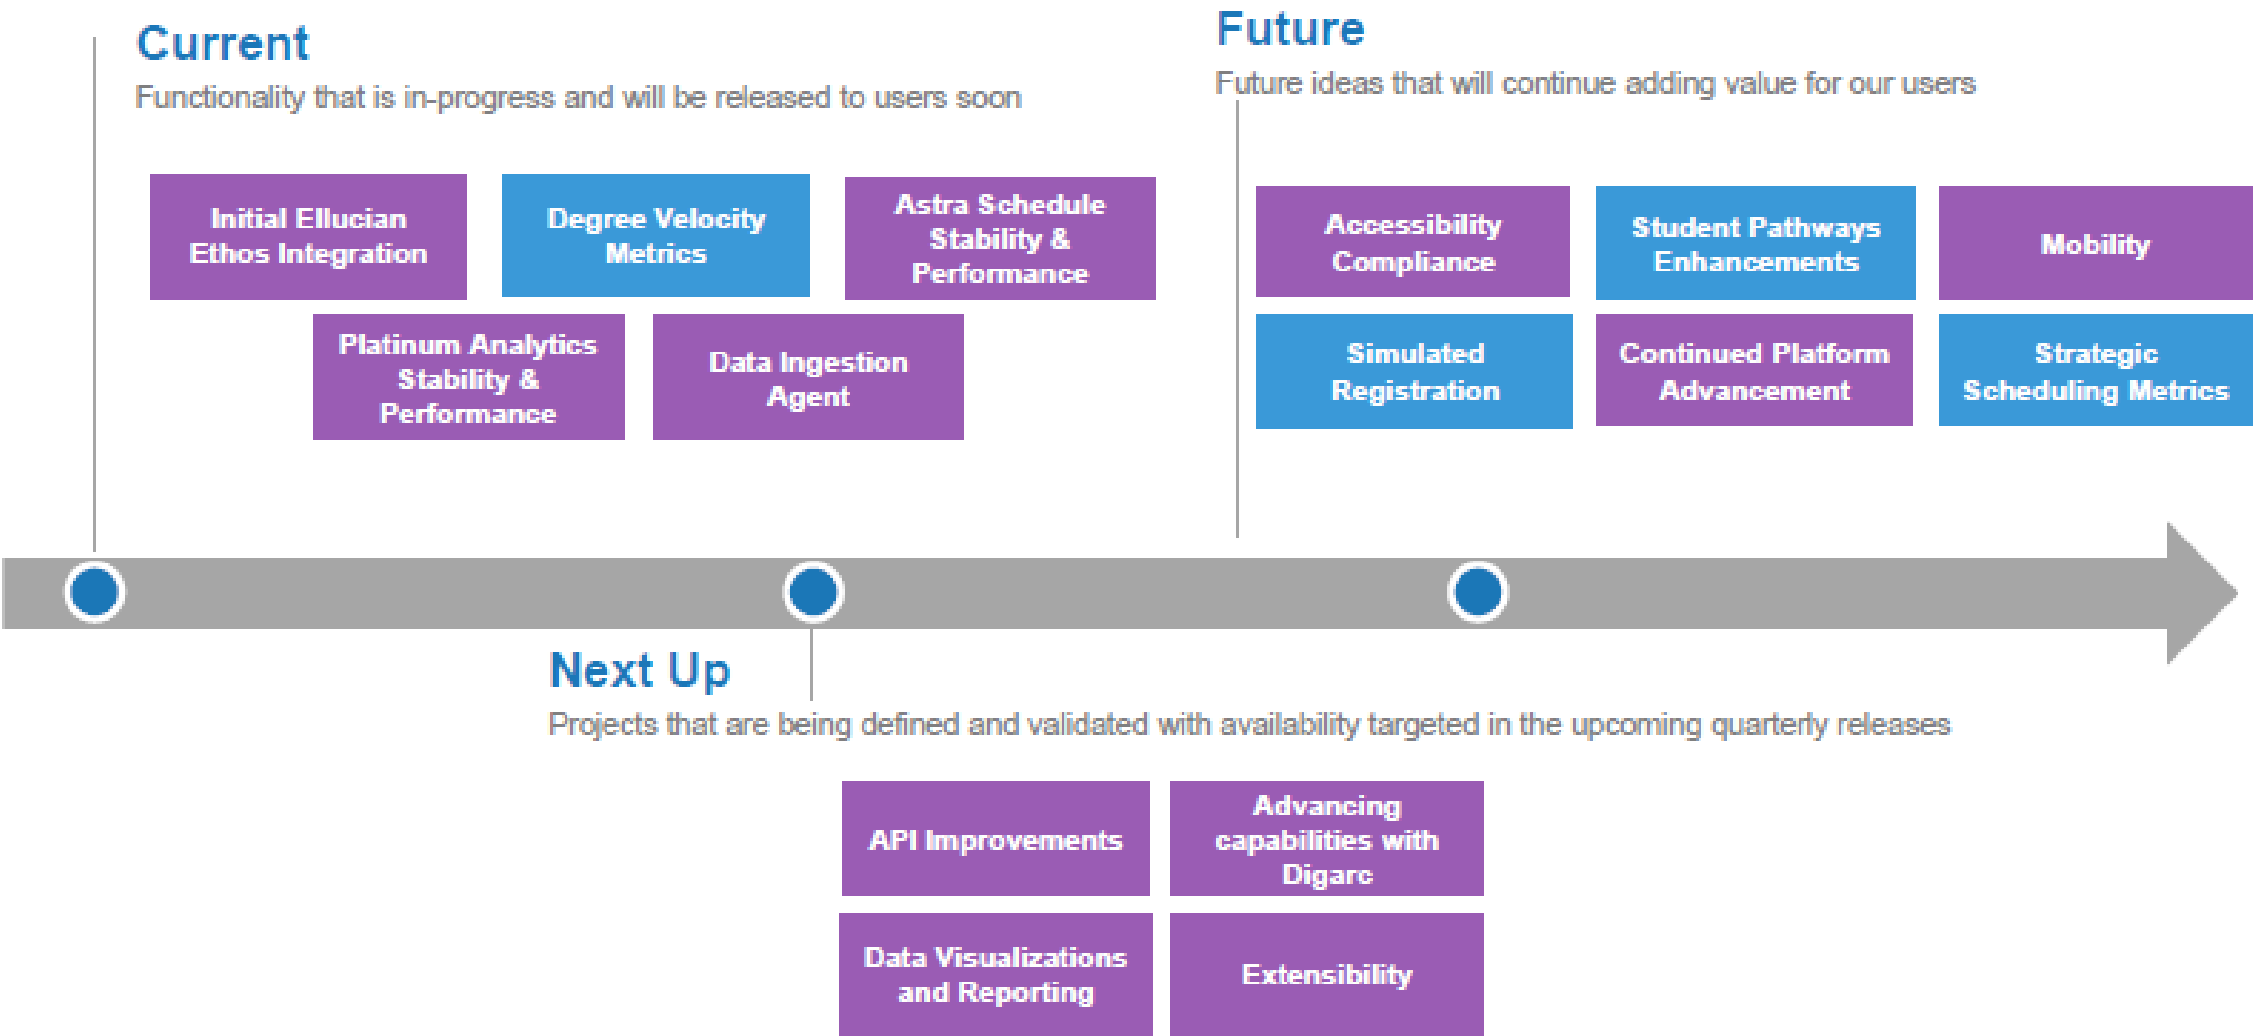 Current
Functionality that is in-progress and will be released to users soon
Initial Ellucian
Ethos Integration
Degree Velocity
Metrics
Astra Schedule
Stability &
Performance
Platinum Analytics
Stability &
Performance
Data Ingestion
Agent
Future
Future ideas that will continue adding value for our users
Accessibility
Compliance
Student Pathways
Enhancements
Mobility
Simulated
Registration
Continued Platform
Advancement
Strategic
Scheduling Metrics
Next Up
Projects that are being defined and validated with availability targeted in the upcoming quarterly releases
API Improvements
Advancing
capabilities with
Digarc
Data Visualizations
and Reporting
Extensibility